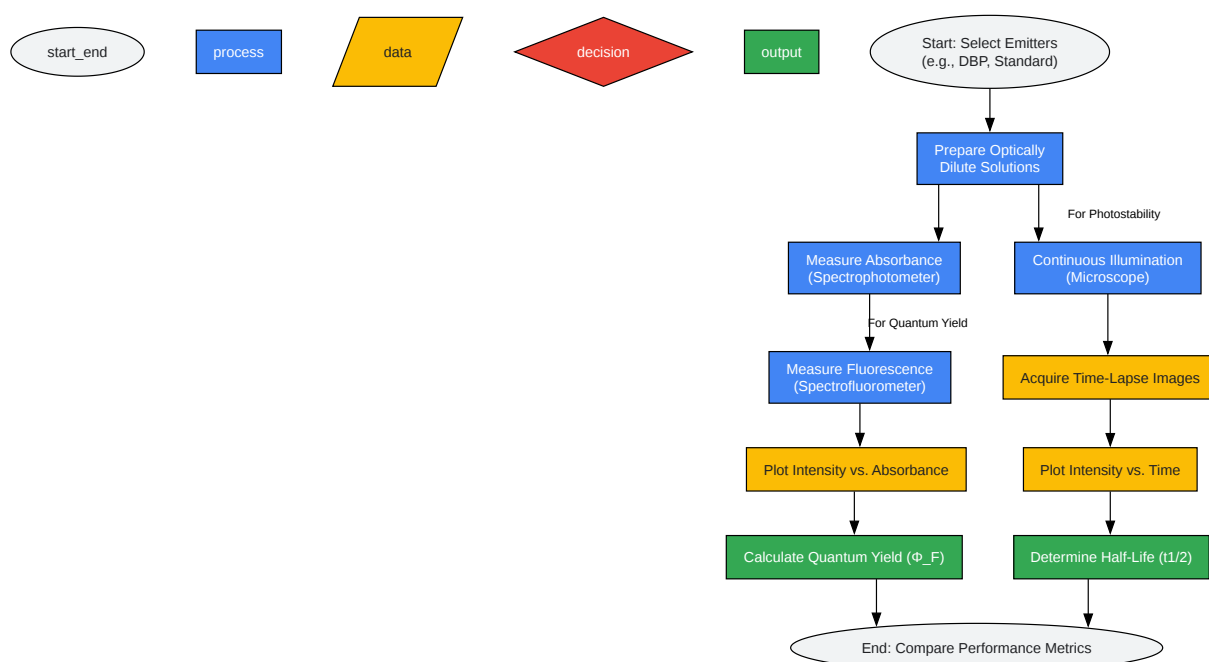 start_end
process
data
decision
output
Start: Select Emitters
(e.g., DBP, Standard)
Prepare Optically
Dilute Solutions
For Photostability
Measure Absorbance
(Spectrophotometer)
Continuous Illumination
(Microscope)
For Quantum Yield
Measure Fluorescence
(Spectrofluorometer)
Acquire Time-Lapse Images
Plot Intensity vs. Absorbance
Plot Intensity vs. Time
Calculate Quantum Yield (Φ_F)
Determine Half-Life (t1/2)
End: Compare Performance Metrics